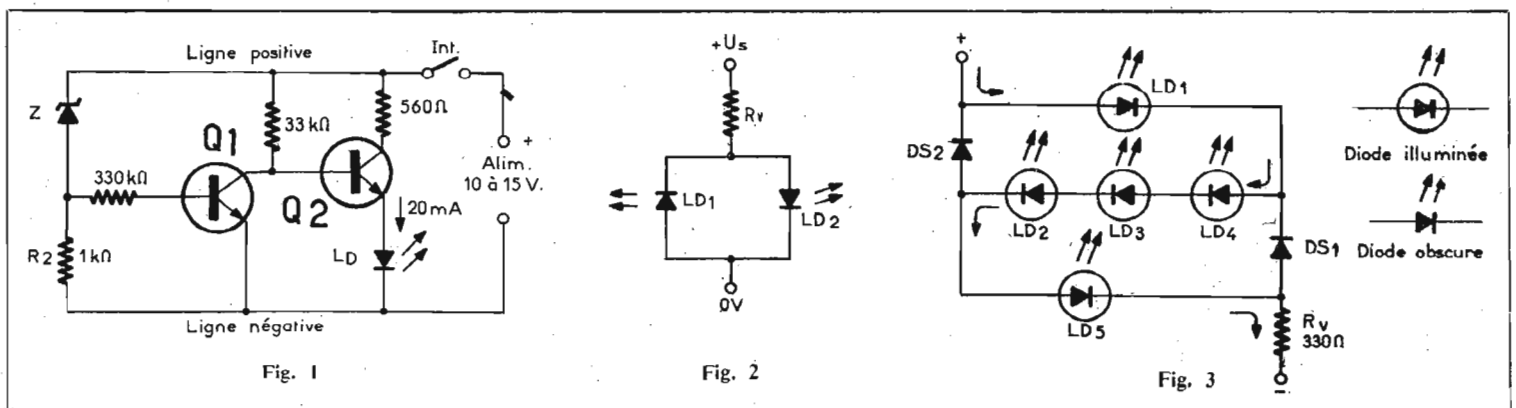 Ligne positive
Int.
Z
Q1
33 kΩ
560Ω
+
Alim.
10 à 15 V.
330kΩ
Q2
20mA
R2
1kΩ
LD
Ligne négative
Fig. 1
+Us
Rv
LD1
LD2
0V
Fig. 2
+
LD1
DS2
LD2
LD3
LD4
DS1
LD5
Rv
330Ω
−
Fig. 3
Diode illuminée
Diode obscure